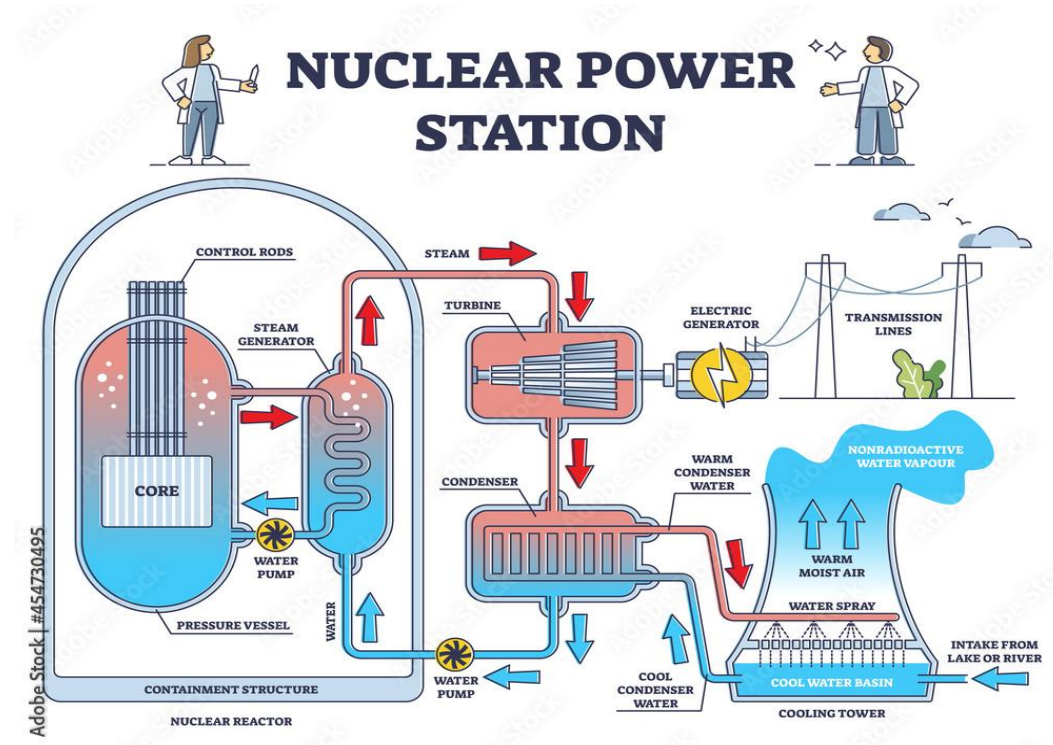 NUCLEAR POWER
STATION
CONTROL RODS
STEAM
GENERATOR
STEAM
TURBINE
ELECTRIC
GENERATOR
TRANSMISSION
LINES
CORE
WATER
PUMP
PRESSURE VESSEL
WATER
CONTAINMENT STRUCTURE
NUCLEAR REACTOR
CONDENSER
WARM
CONDENSER
WATER
WATER
PUMP
COOL
CONDENSER
WATER
NONRADIOACTIVE
WATER VAPOUR
WARM
MOIST AIR
WATER SPRAY
COOL WATER BASIN
COOLING TOWER
INTAKE FROM
LAKE OR RIVER
Adobe Stock | #454730495
Adobe Stock